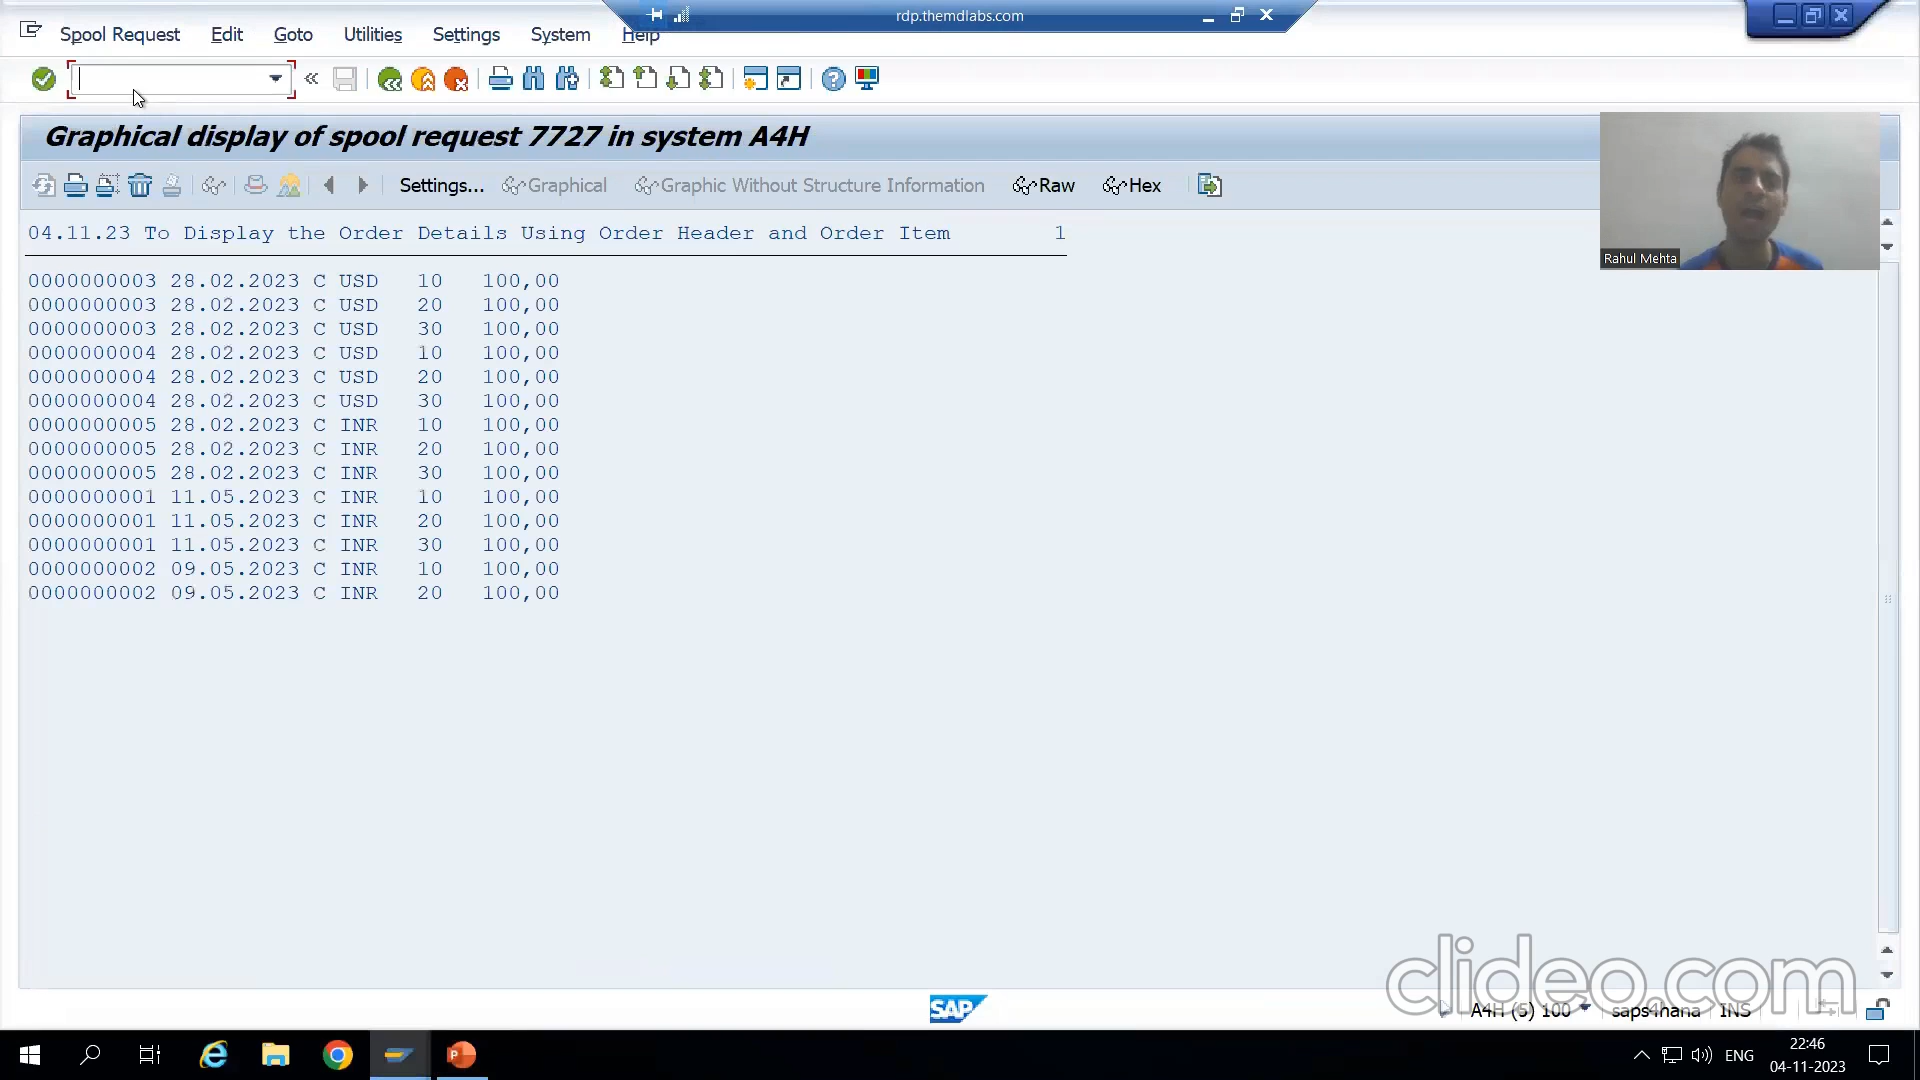 rdp.themdlabs.com
Spool Request Edit Goto Utilities Settings System Help
Graphical display of spool request 7727 in system A4H
Settings... Graphical Graphic Without Structure Information Raw Hex
Rahul Mehta
04.11.23 To Display the Order Details Using Order Header and Order Item 1
0000000003 28.02.2023 C USD 10 100,00
0000000003 28.02.2023 C USD 20 100,00
0000000003 28.02.2023 C USD 30 100,00
0000000004 28.02.2023 C USD 10 100,00
0000000004 28.02.2023 C USD 20 100,00
0000000004 28.02.2023 C USD 30 100,00
0000000005 28.02.2023 C INR 10 100,00
0000000005 28.02.2023 C INR 20 100,00
0000000005 28.02.2023 C INR 30 100,00
0000000001 11.05.2023 C INR 10 100,00
0000000001 11.05.2023 C INR 20 100,00
0000000001 11.05.2023 C INR 30 100,00
0000000002 09.05.2023 C INR 10 100,00
0000000002 09.05.2023 C INR 20 100,00
clideo.com
SAP
A4H (5) 100 saps4hana INS
22:46
ENG
04-11-2023